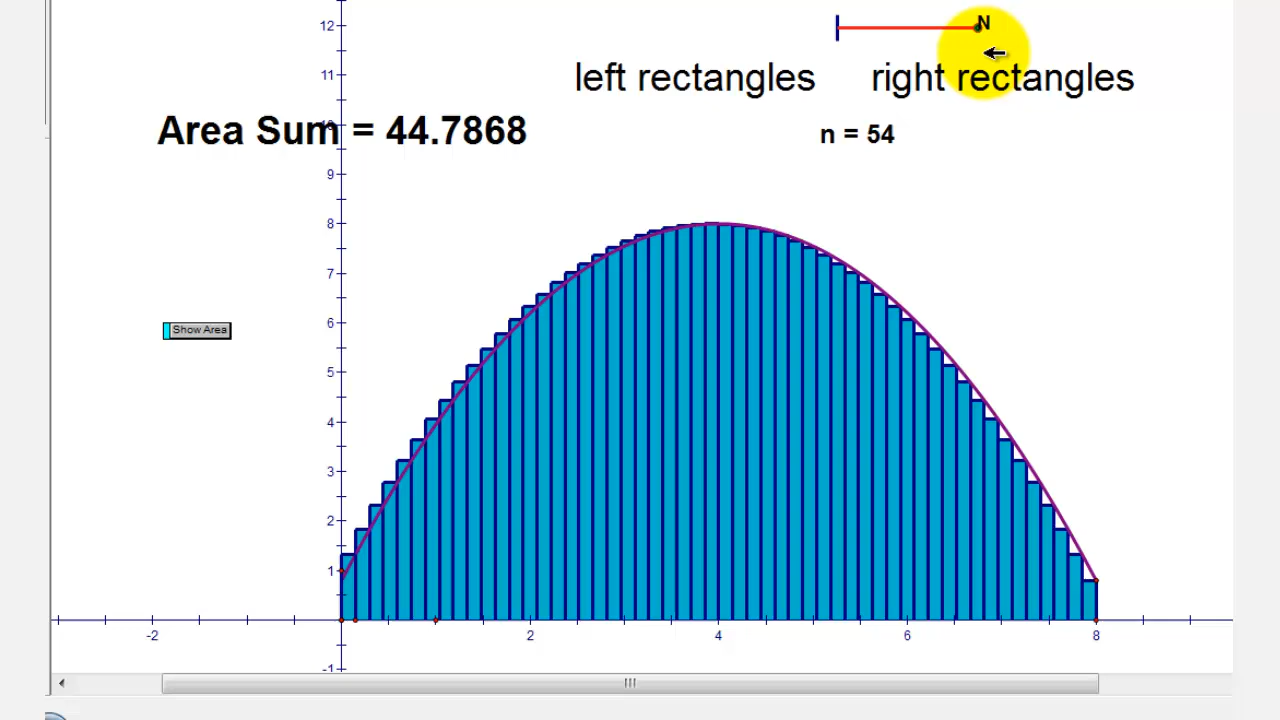 N
left rectangles right rectangles
Area Sum = 44.7868
n = 54
Show Area
12
11
10
9
8
7
6
5
4
3
2
1
-1
-2 2 4 6 8